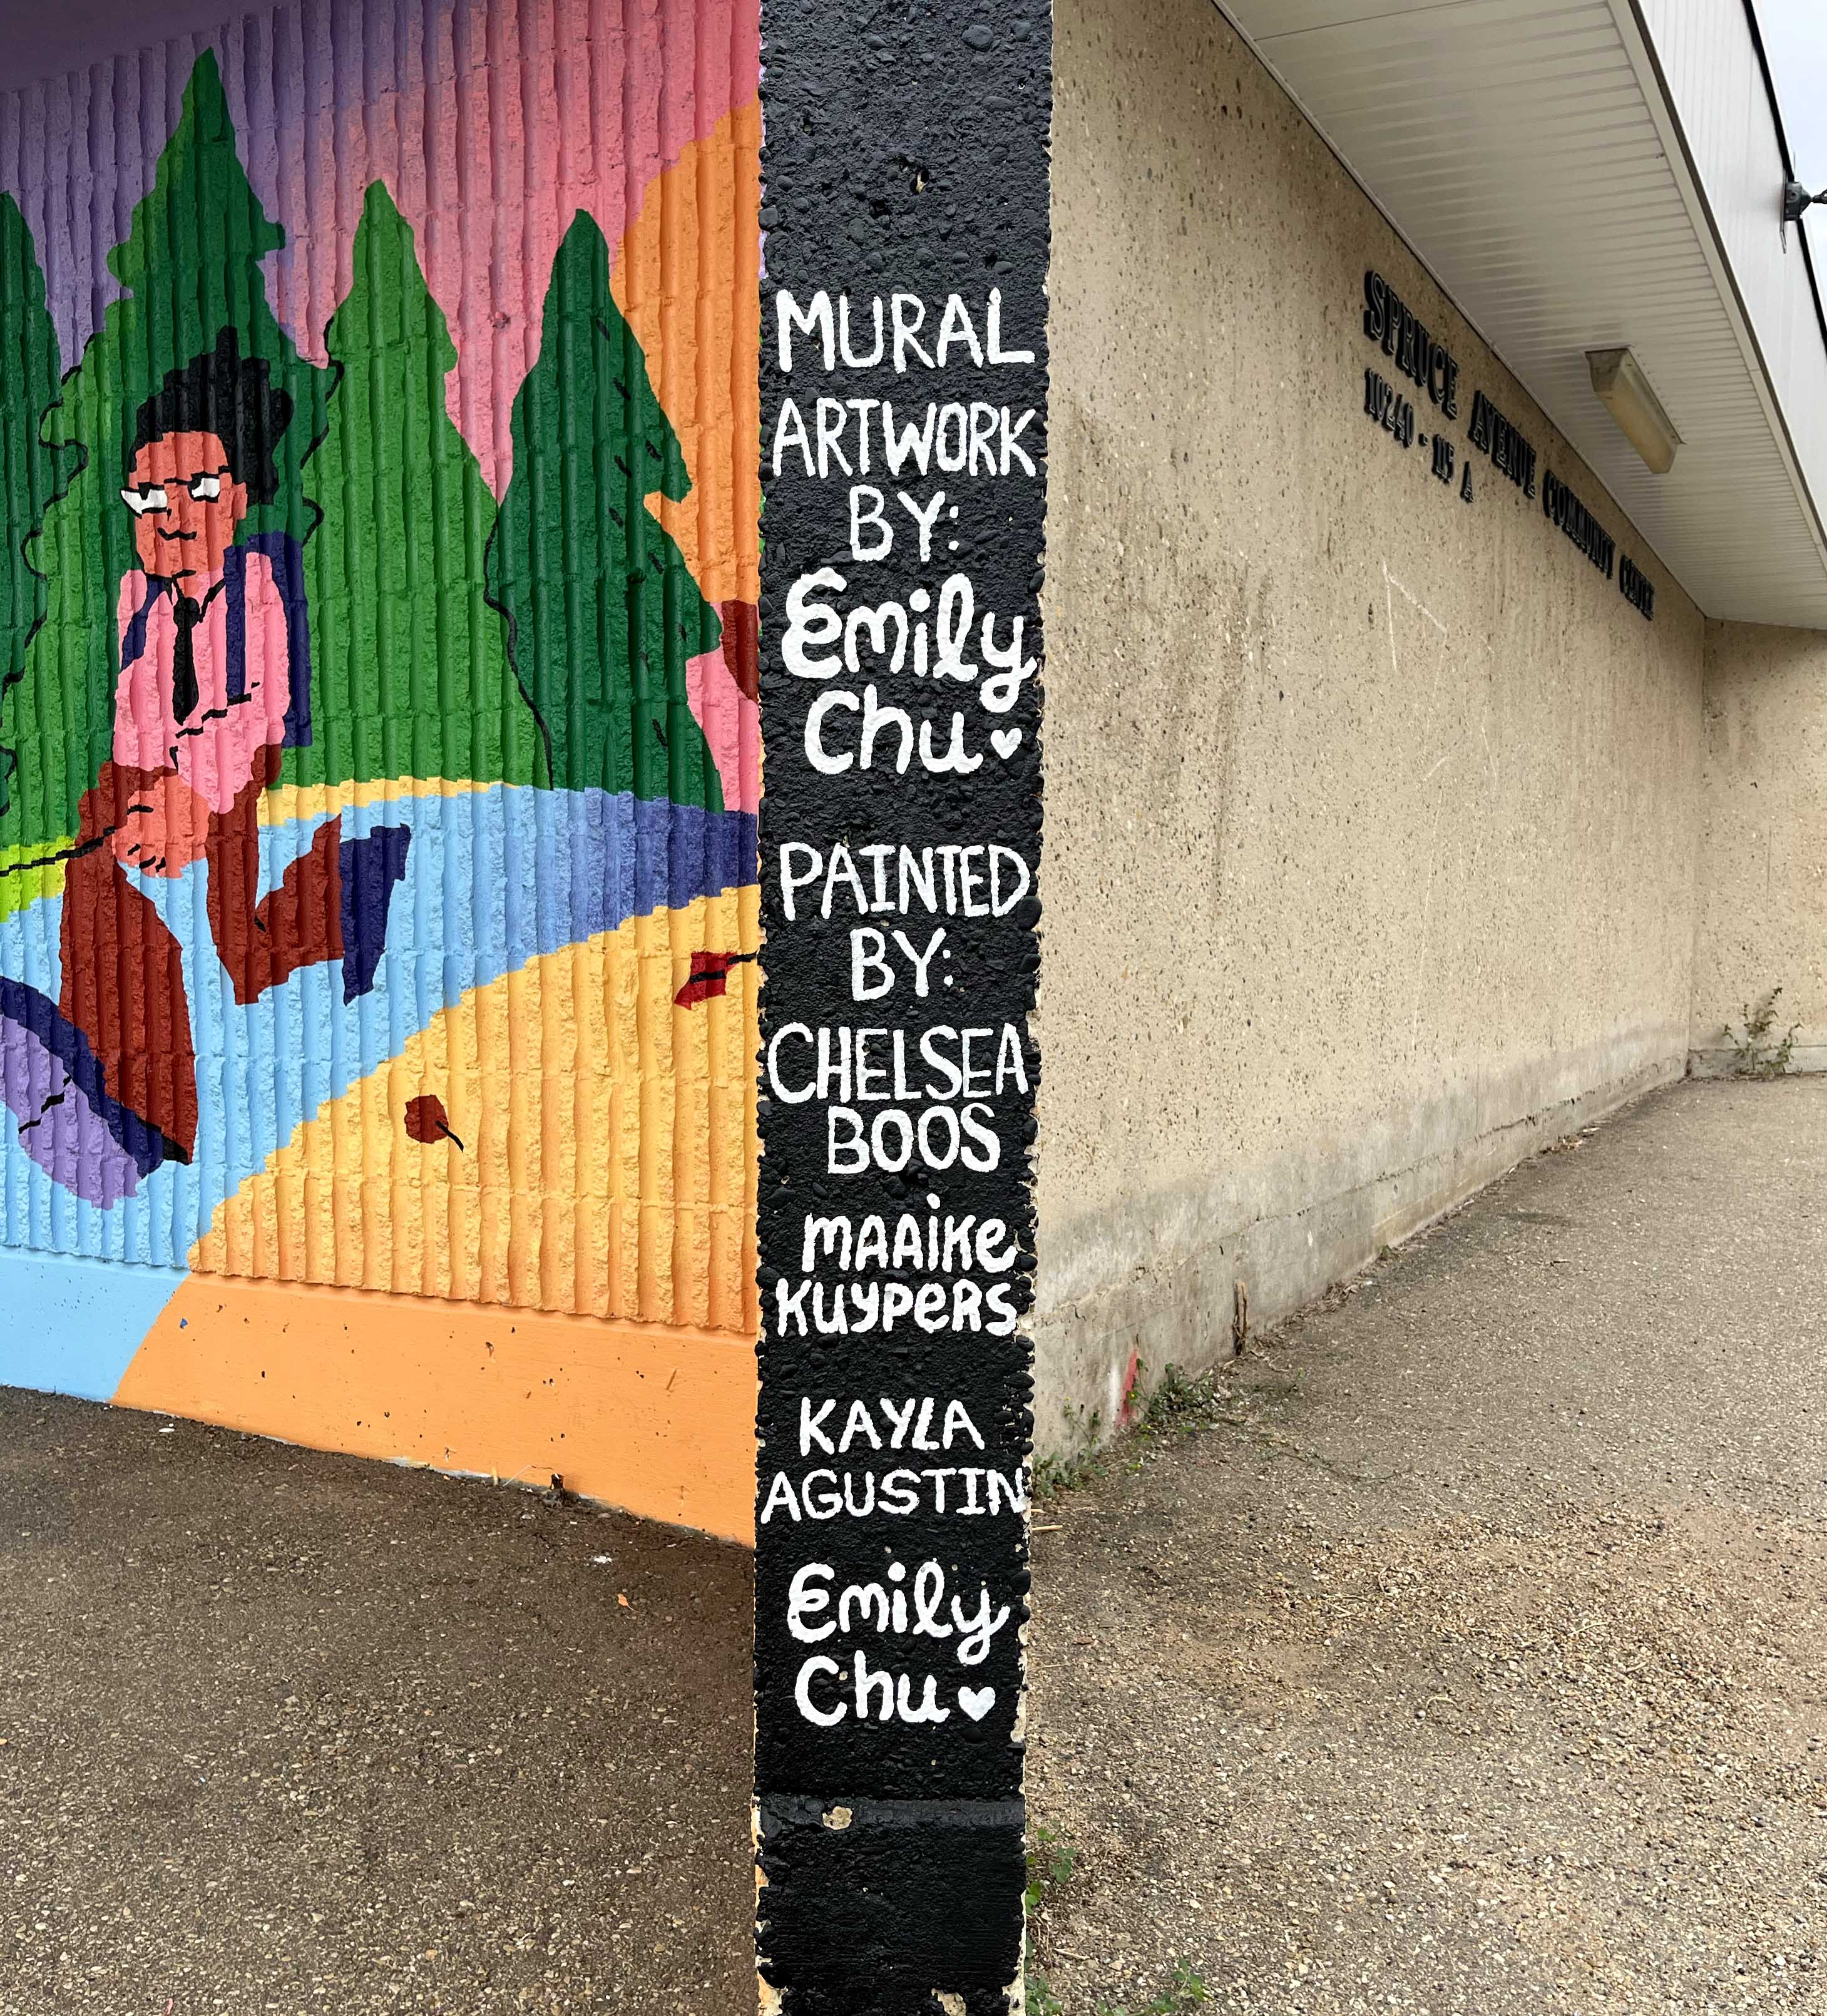 MURAL
ARTWORK
BY:
Emily
Chu
PAINTED
BY:
CHELSEA
BOOS
MAAiKe
KUYPeRS
KAYLA
AGUSTIN
Emily
Chu
SPRUCE AVENUE COMMUNITY CENTRE
10240 - 115 A